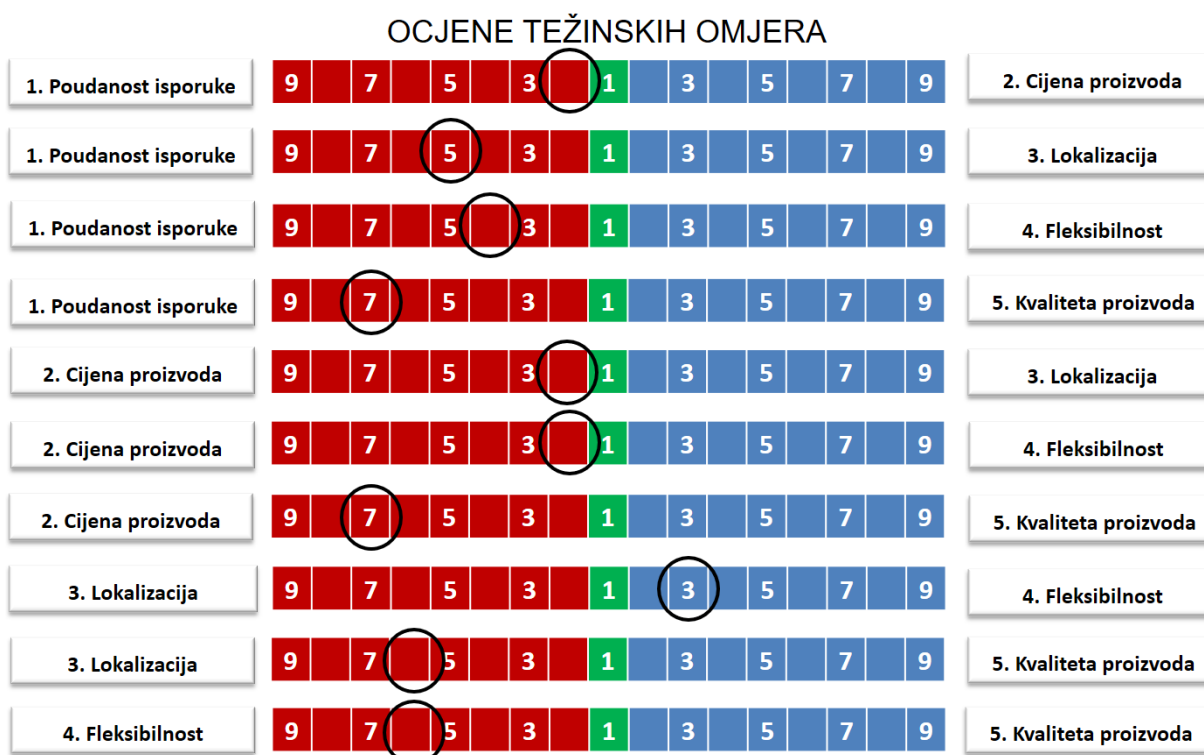 OCJENE TEŽINSKIH OMJERA
1. Poudanost isporuke 9 7 5 3 1 3 5 7 9 2. Cijena proizvoda
1. Poudanost isporuke 9 7 5 3 1 3 5 7 9 3. Lokalizacija
1. Poudanost isporuke 9 7 5 3 1 3 5 7 9 4. Fleksibilnost
1. Poudanost isporuke 9 7 5 3 1 3 5 7 9 5. Kvaliteta proizvoda
2. Cijena proizvoda 9 7 5 3 1 3 5 7 9 3. Lokalizacija
2. Cijena proizvoda 9 7 5 3 1 3 5 7 9 4. Fleksibilnost
2. Cijena proizvoda 9 7 5 3 1 3 5 7 9 5. Kvaliteta proizvoda
3. Lokalizacija 9 7 5 3 1 3 5 7 9 4. Fleksibilnost
3. Lokalizacija 9 7 5 3 1 3 5 7 9 5. Kvaliteta proizvoda
4. Fleksibilnost 9 7 5 3 1 3 5 7 9 5. Kvaliteta proizvoda